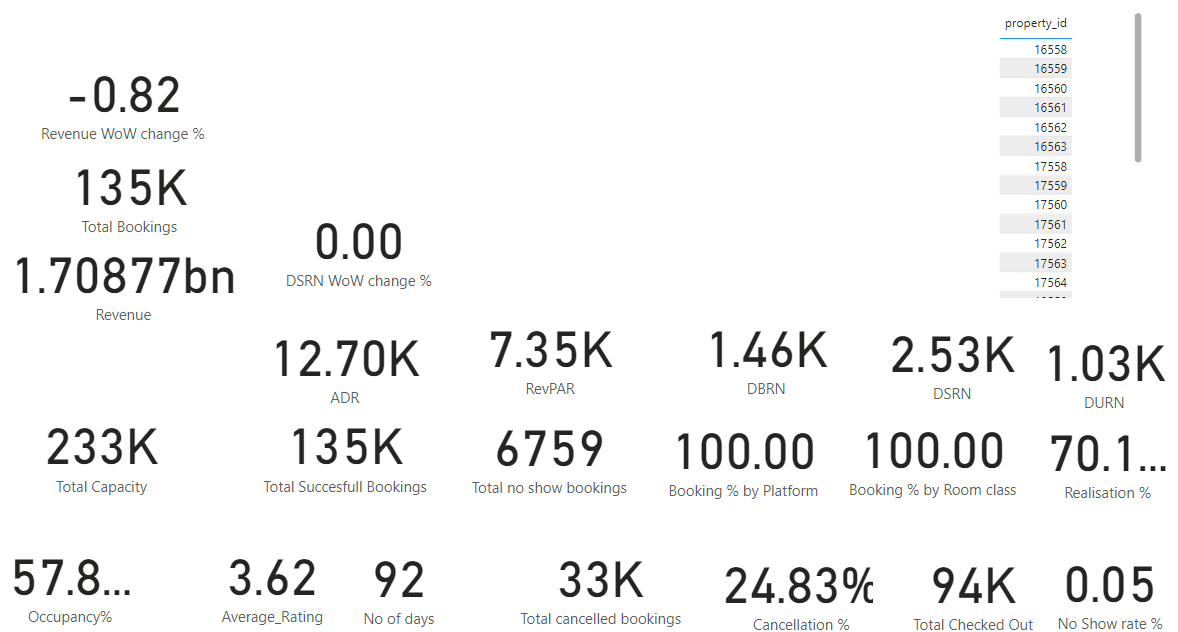 property_id
16558
16559
16560
16561
16562
16563
17558
17559
17560
17561
17562
17563
17564
-0.82
Revenue WoW change %
135K
Total Bookings
1.70877bn
Revenue
0.00
DSRN WoW change %
12.70K
ADR
7.35K
RevPAR
1.46K
DBRN
2.53K
DSRN
1.03K
DURN
233K
Total Capacity
135K
Total Succesfull Bookings
6759
Total no show bookings
100.00
Booking % by Platform
100.00
Booking % by Room class
70.1...
Realisation %
57.8...
Occupancy%
3.62
Average_Rating
92
No of days
33K
Total cancelled bookings
24.83%
Cancellation %
94K
Total Checked Out
0.05
No Show rate %